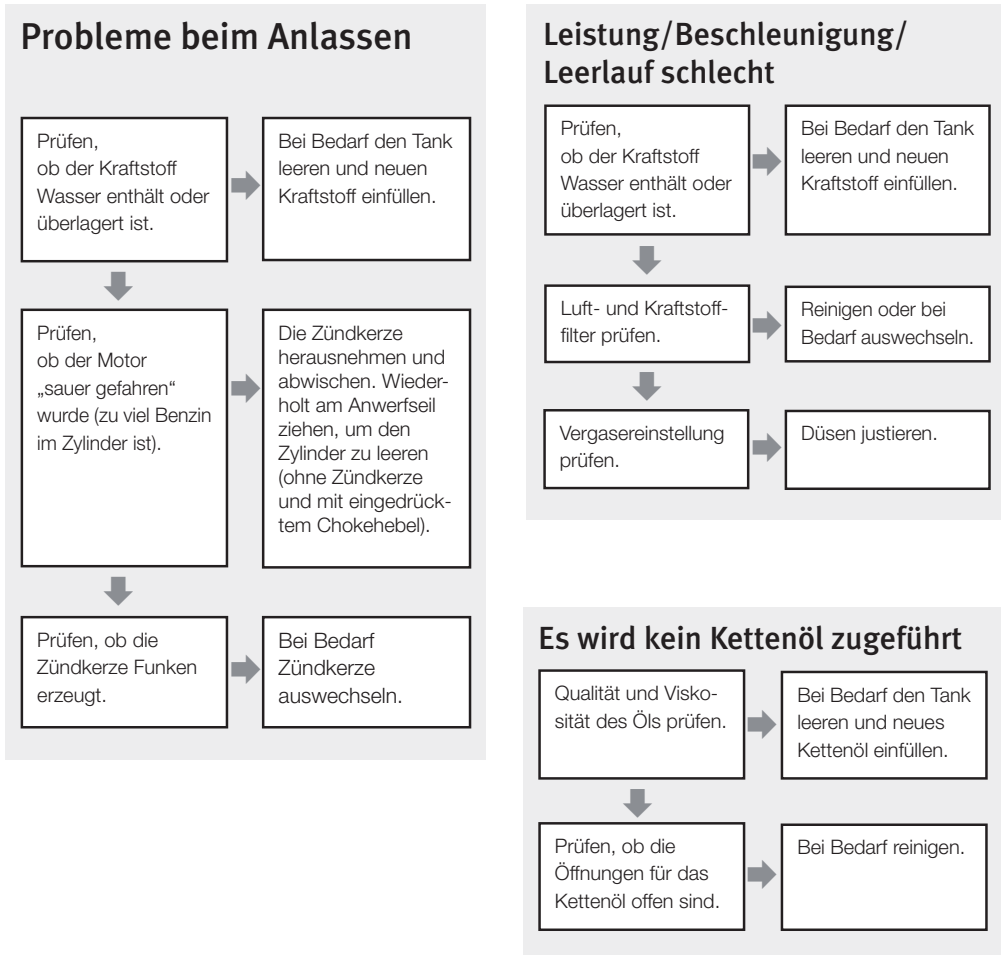 Probleme beim Anlassen
Prüfen,
ob der Kraftstoff
Wasser enthält oder
überlagert ist.
Bei Bedarf den Tank
leeren und neuen
Kraftstoff einfüllen.
Prüfen,
ob der Motor
„sauer gefahren“
wurde (zu viel Benzin
im Zylinder ist).
Die Zündkerze
herausnehmen und
abwischen. Wieder-
holt am Anwerfseil
ziehen, um den
Zylinder zu leeren
(ohne Zündkerze
und mit eingedrück-
tem Chokehebel).
Prüfen, ob die
Zündkerze Funken
erzeugt.
Bei Bedarf
Zündkerze
auswechseln.
Leistung/Beschleunigung/
Leerlauf schlecht
Prüfen,
ob der Kraftstoff
Wasser enthält oder
überlagert ist.
Bei Bedarf den Tank
leeren und neuen
Kraftstoff einfüllen.
Luft- und Kraftstoff-
filter prüfen.
Reinigen oder bei
Bedarf auswechseln.
Vergasereinstellung
prüfen.
Düsen justieren.
Es wird kein Kettenöl zugeführt
Qualität und Visko-
sität des Öls prüfen.
Bei Bedarf den Tank
leeren und neues
Kettenöl einfüllen.
Prüfen, ob die
Öffnungen für das
Kettenöl offen sind.
Bei Bedarf reinigen.